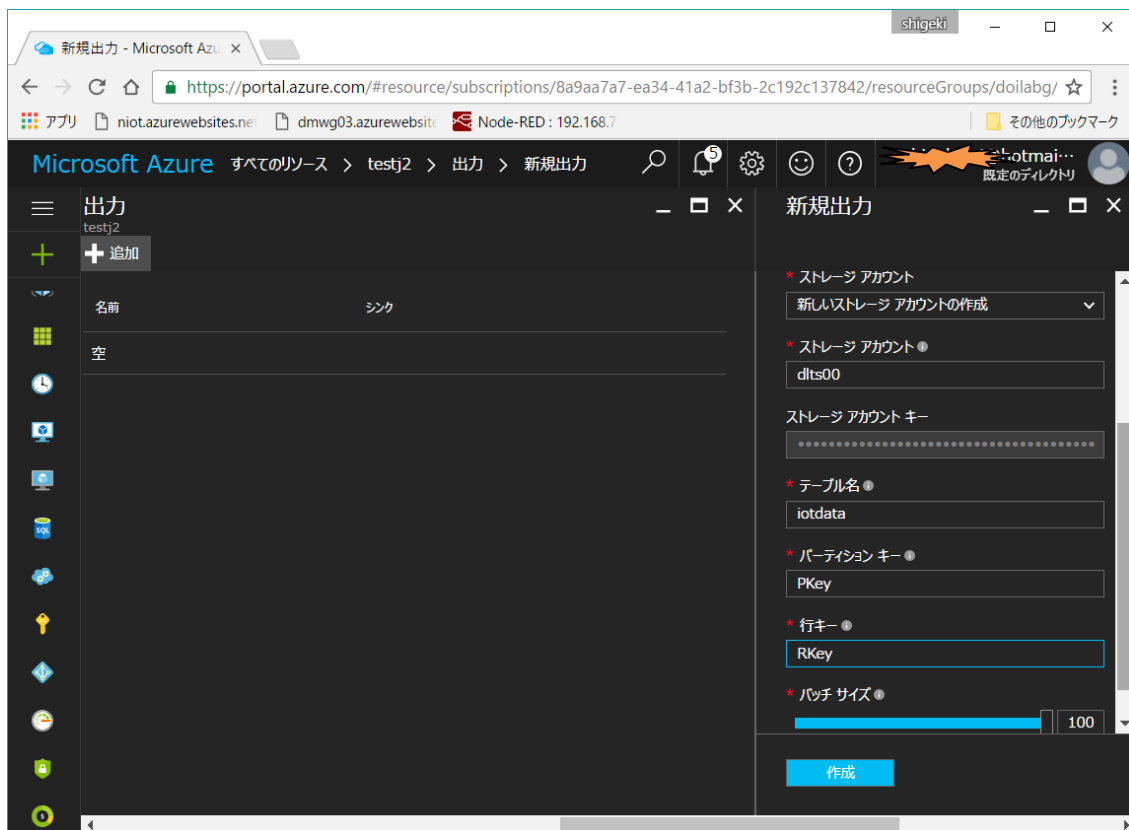 shigeki
新規出力 - Microsoft Azu
https://portal.azure.com/#resource/subscriptions/8a9aa7a7-ea34-41a2-bf3b-2c192c137842/resourceGroups/doilabg/
アプリ niot.azurewebsites.net dmwg03.azurewebsite Node-RED : 192.168.7 その他のブックマーク
Microsoft Azure すべてのリソース > testj2 > 出力 > 新規出力 5 hotmai…
既定のディレクトリ
出力
testj2
追加
名前 シンク
空
新規出力
* ストレージ アカウント
新しいストレージ アカウントの作成
* ストレージ アカウント
dlts00
ストレージ アカウント キー
* テーブル名
iotdata
* パーティション キー
PKey
* 行キー
RKey
* バッチ サイズ
100
作成
SQL